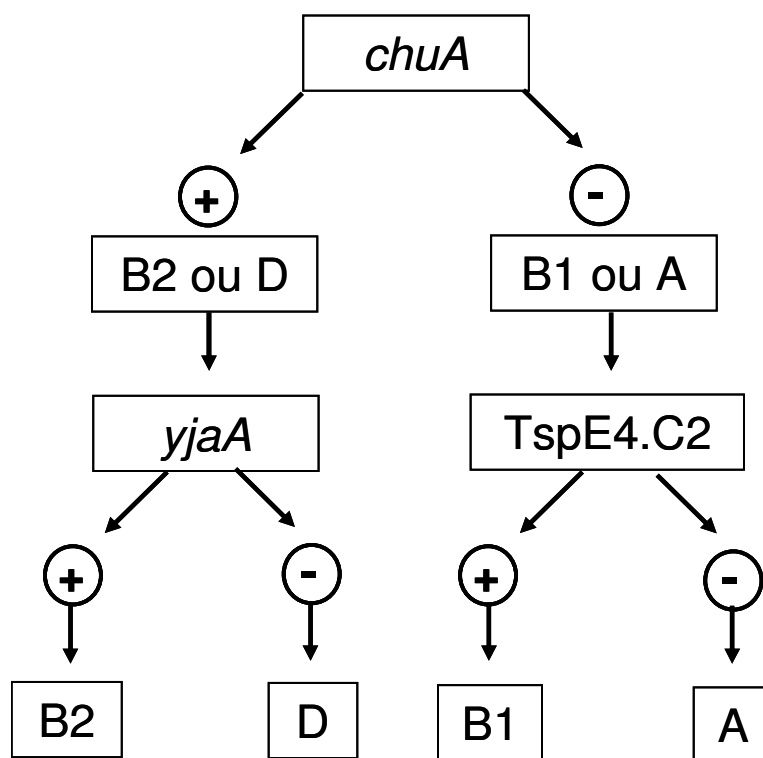 chuA
+
-
B2 ou D
B1 ou A
yjaA
TspE4.C2
+
-
+
-
B2
D
B1
A